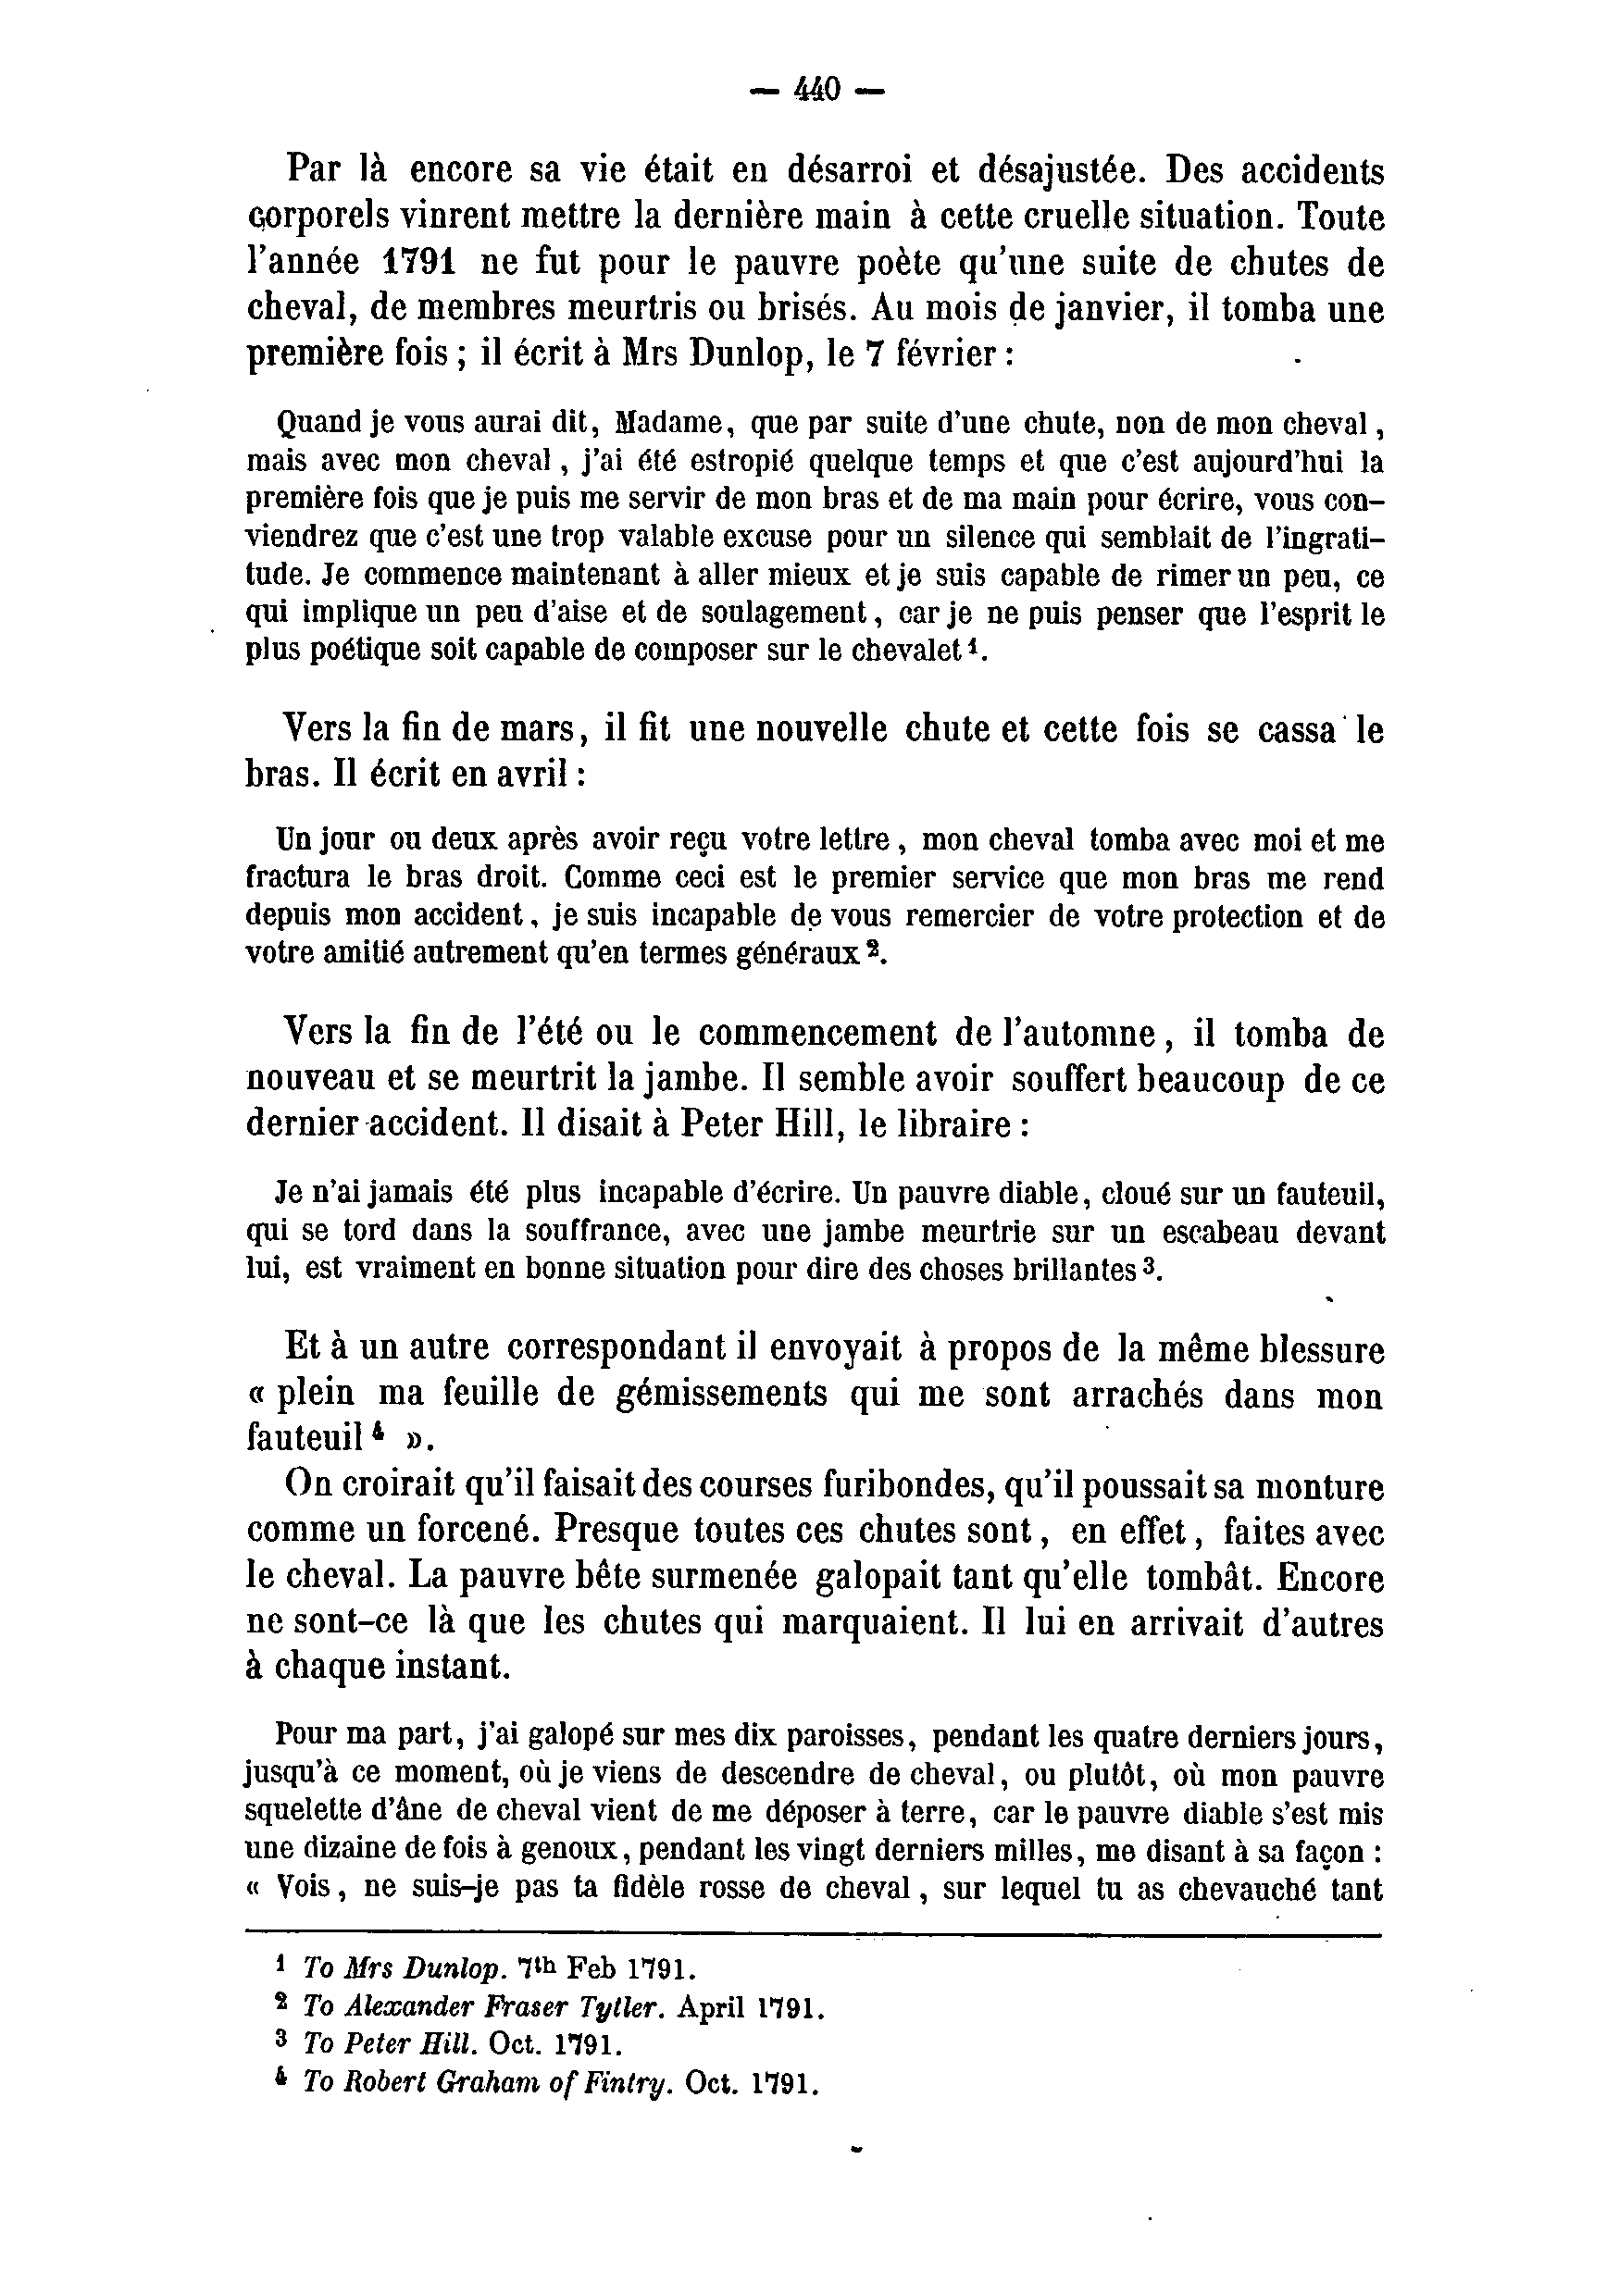 — 440 —
Par là encore sa vie était en désarroi et désajustée. Des accidents
corporels vinrent mettre la dernière main à cette cruelle situation. Toute
l'année 1791 ne fut pour le pauvre poète qu'une suite de chutes de
cheval, de membres meurtris ou brisés. Au mois de janvier, il tomba une
première fois ; il écrit à Mrs Dunlop, le 7 février :
Quand je vous aurai dit, Madame, que par suite d'une chute, non de mon cheval,
mais avec mon cheval, j'ai été estropié quelque temps et que c'est aujourd'hui la
première fois que je puis me servir de mon bras et de ma main pour écrire, vous con-
viendrez que c'est une trop valable excuse pour un silence qui semblait de l'ingrati-
tude. Je commence maintenant à aller mieux et je suis capable de rimer un peu, ce
qui implique un peu d'aise et de soulagement, car je ne puis penser que l'esprit le
plus poétique soit capable de composer sur le chevalet ¹.
Vers la fin de mars, il fit une nouvelle chute et cette fois se cassa le
bras. Il écrit en avril :
Un jour ou deux après avoir reçu votre lettre, mon cheval tomba avec moi et me
fractura le bras droit. Comme ceci est le premier service que mon bras me rend
depuis mon accident, je suis incapable de vous remercier de votre protection et de
votre amitié autrement qu'en termes généraux ².
Vers la fin de l'été ou le commencement de l'automne, il tomba de
nouveau et se meurtrit la jambe. Il semble avoir souffert beaucoup de ce
dernier accident. Il disait à Peter Hill, le libraire :
Je n'ai jamais été plus incapable d'écrire. Un pauvre diable, cloué sur un fauteuil,
qui se tord dans la souffrance, avec une jambe meurtrie sur un escabeau devant
lui, est vraiment en bonne situation pour dire des choses brillantes ³.
Et à un autre correspondant il envoyait à propos de la même blessure
« plein ma feuille de gémissements qui me sont arrachés dans mon
fauteuil ⁴ ».
On croirait qu'il faisait des courses furibondes, qu'il poussait sa monture
comme un forcené. Presque toutes ces chutes sont, en effet, faites avec
le cheval. La pauvre bête surmenée galopait tant qu'elle tombât. Encore
ne sont-ce là que les chutes qui marquaient. Il lui en arrivait d'autres
à chaque instant.
Pour ma part, j'ai galopé sur mes dix paroisses, pendant les quatre derniers jours,
jusqu'à ce moment, où je viens de descendre de cheval, ou plutôt, où mon pauvre
squelette d'âne de cheval vient de me déposer à terre, car le pauvre diable s'est mis
une dizaine de fois à genoux, pendant les vingt derniers milles, me disant à sa façon :
« Vois, ne suis-je pas ta fidèle rosse de cheval, sur lequel tu as chevauché tant
¹ To Mrs Dunlop. 7th Feb 1791.
² To Alexander Fraser Tytler. April 1791.
³ To Peter Hill. Oct. 1791.
⁴ To Robert Graham of Fintry. Oct. 1791.